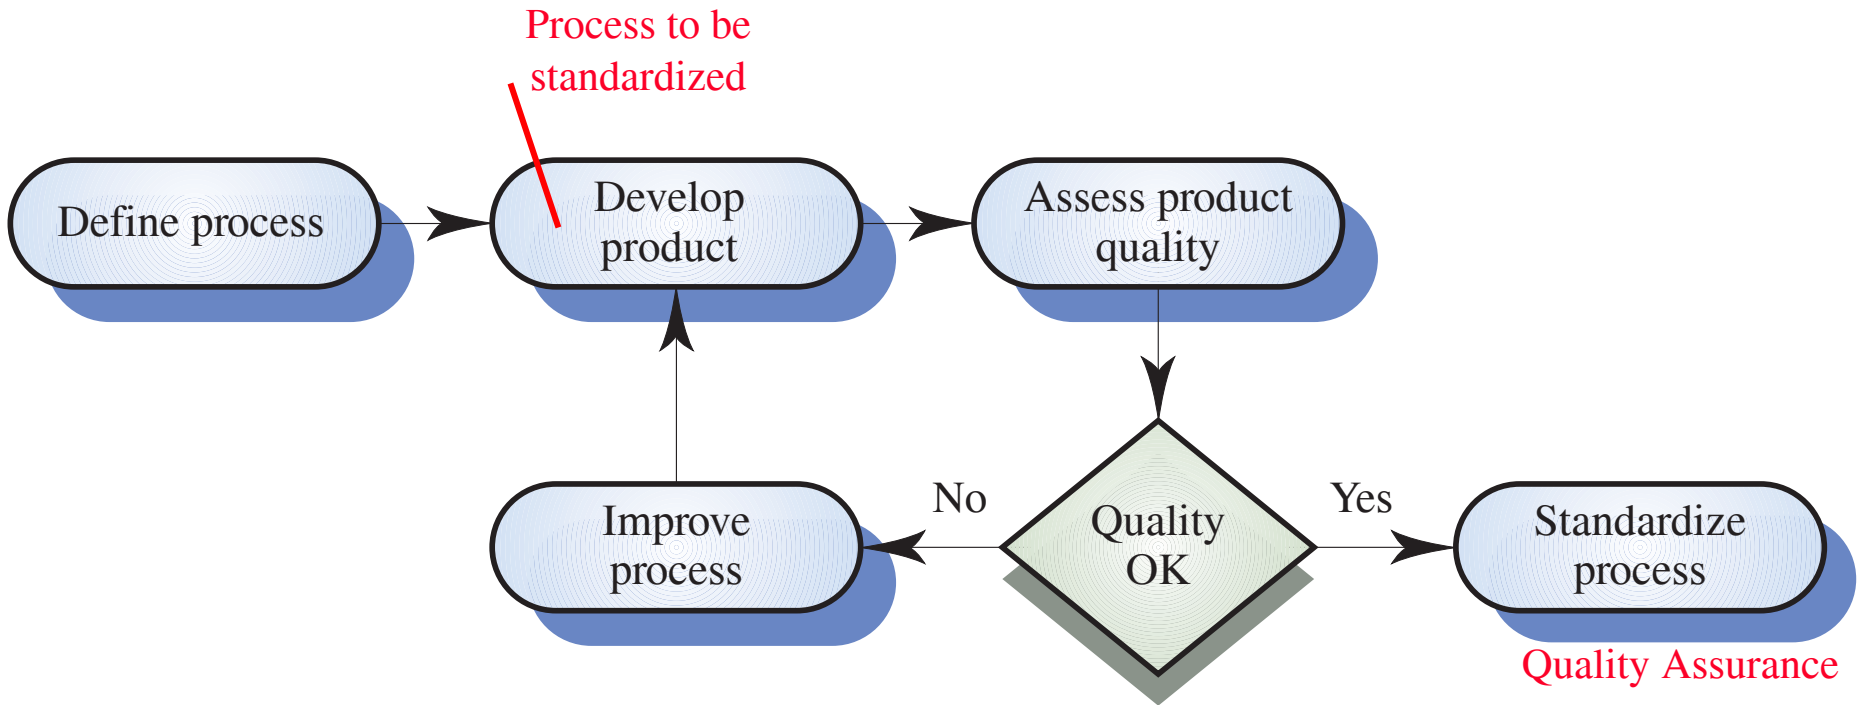 Process to be
standardized
Define process
Develop
product
Assess product
quality
Improve
process
No
Quality
OK
Yes
Standardize
process
Quality Assurance